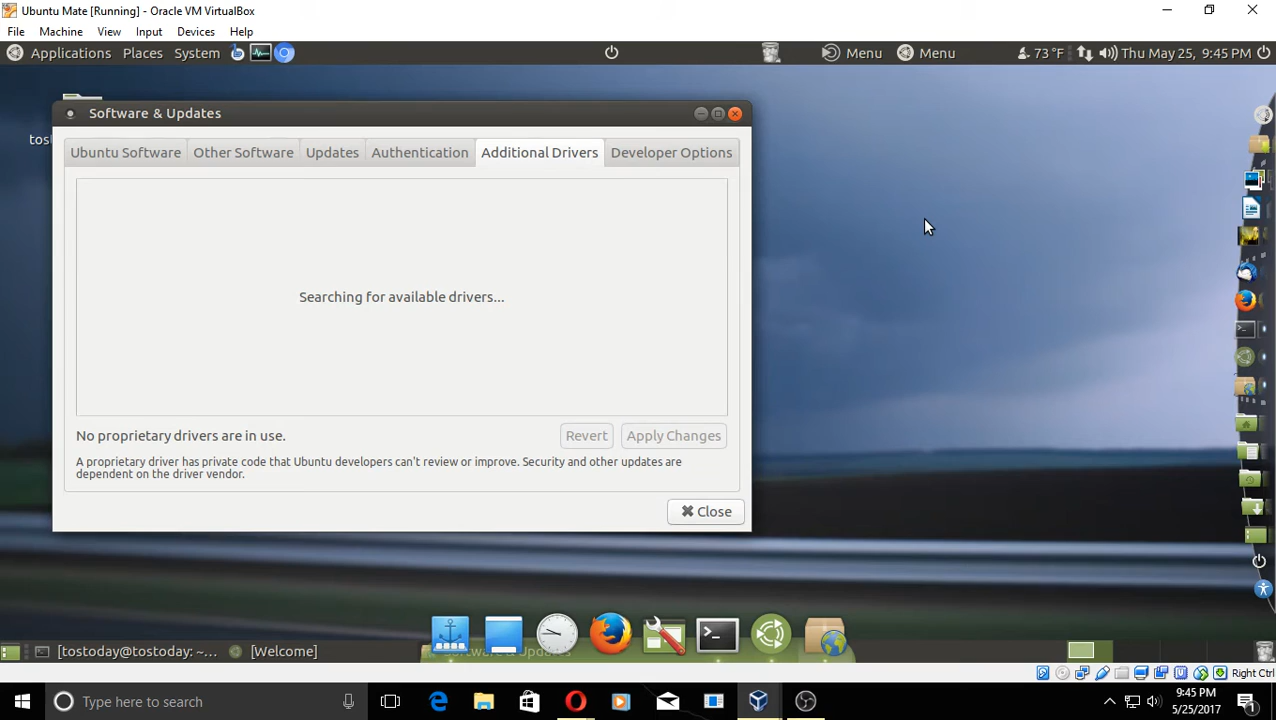 Ubuntu Mate [Running] - Oracle VM VirtualBox
File Machine View Input Devices Help
Applications Places System Menu Menu 73 °F Thu May 25, 9:45 PM
Software & Updates
Ubuntu Software Other Software Updates Authentication Additional Drivers Developer Options
Searching for available drivers...
No proprietary drivers are in use. Revert Apply Changes
A proprietary driver has private code that Ubuntu developers can't review or improve. Security and other updates are
dependent on the driver vendor.
Close
[tostoday@tostoday: ~... [Welcome] Software & Updates
Right Ctrl
Type here to search
9:45 PM
5/25/2017
1